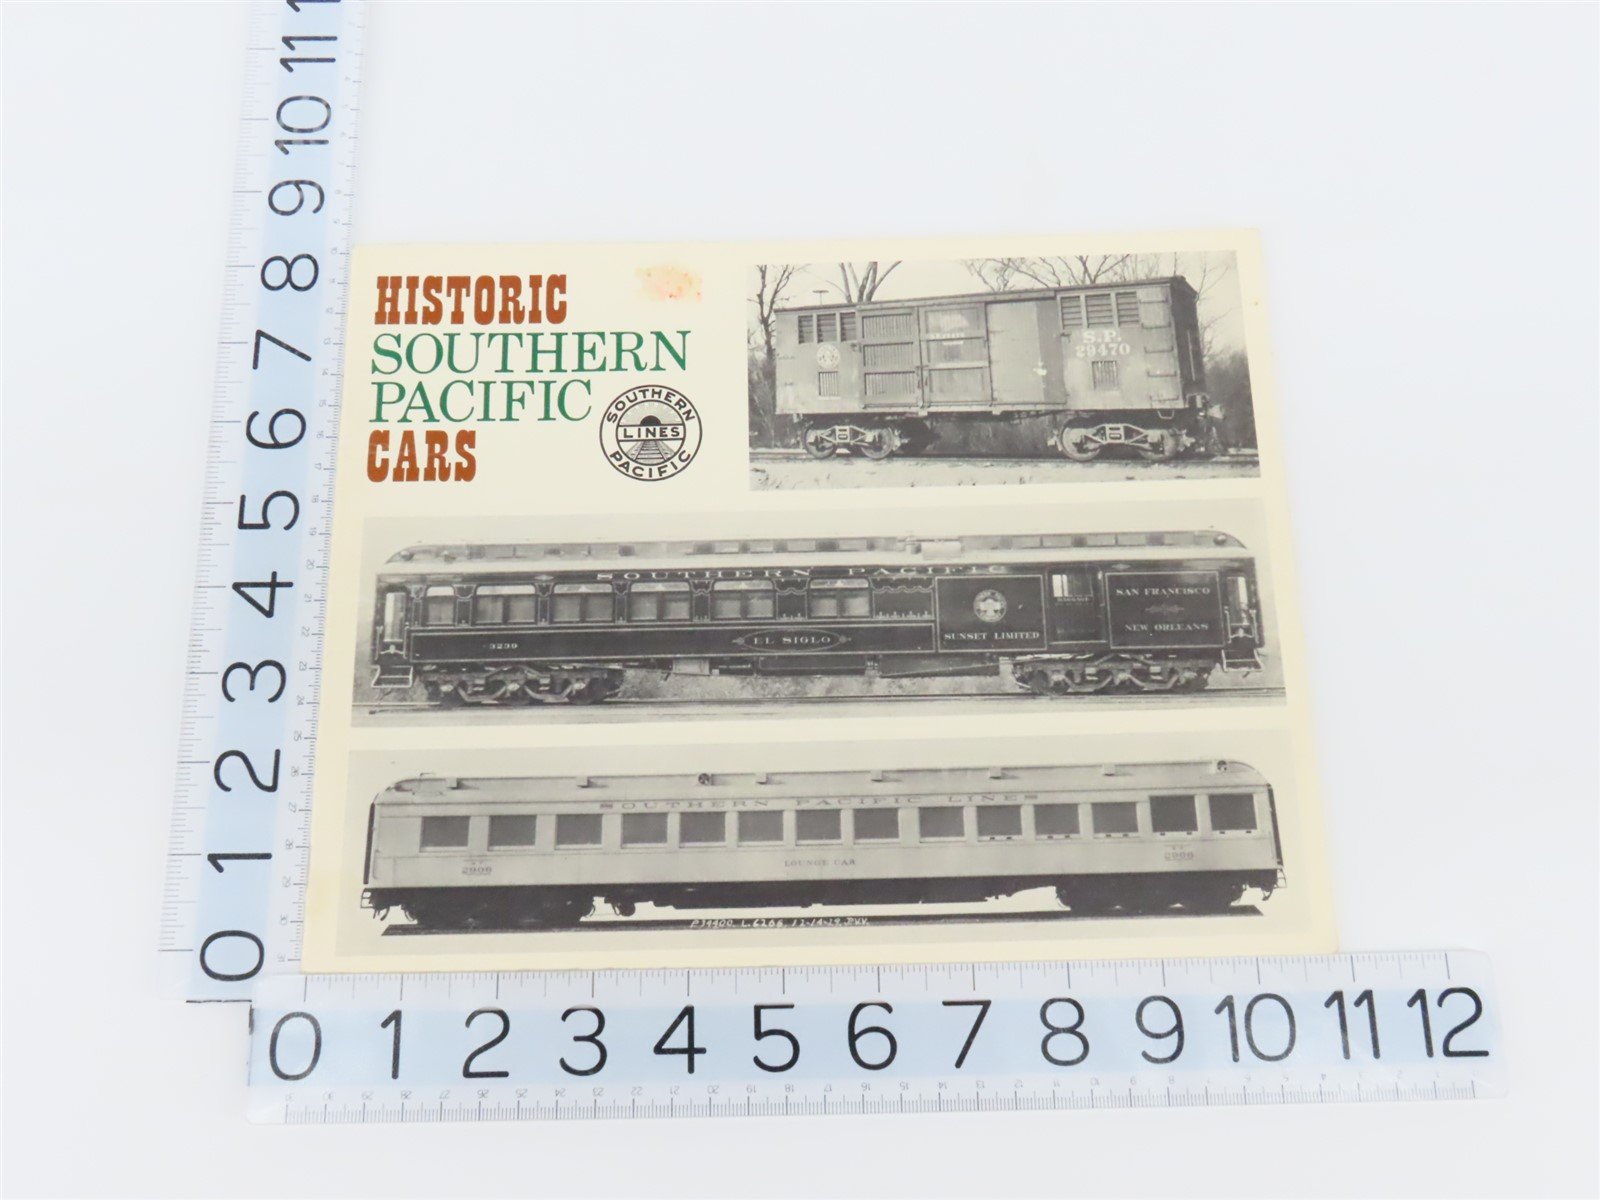 HISTORIC
SOUTHERN
PACIFIC
CARS
SOUTHERN
LINES
PACIFIC
S.P.
29470
SOUTHERN PACIFIC
3239
EL SIGLO
SUNSET LIMITED
SAN FRANCISCO
NEW ORLEANS
SOUTHERN PACIFIC LINES
2906
LOUNGE CAR
2906
11
10
9
8
7
6
5
4
3
2
1
0
0 1 2 3 4 5 6 7 8 9 10 11 12